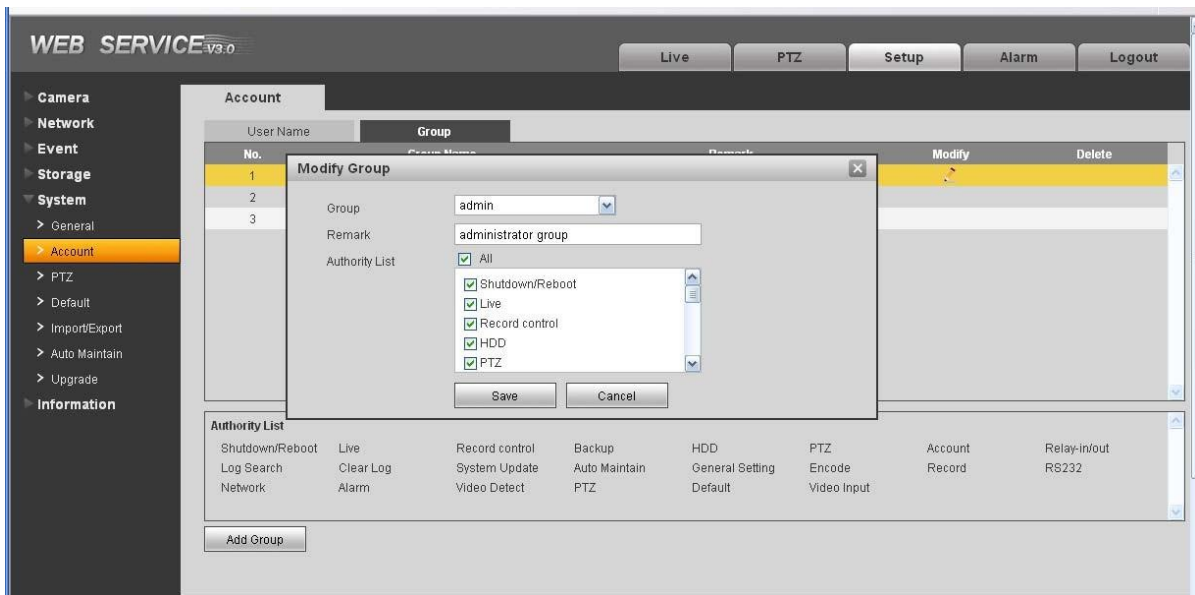 WEB SERVICE V3.0
Live PTZ Setup Alarm Logout
Camera
Network
Event
Storage
System
> General
> Account
> PTZ
> Default
> Import/Export
> Auto Maintain
> Upgrade
Information
Account
User Name Group
No. Group Name Remark Modify Delete
1
2
3
Modify Group
Group admin
Remark administrator group
Authority List All
Shutdown/Reboot
Live
Record control
HDD
PTZ
Save Cancel
Authority List
Shutdown/Reboot Live Record control Backup HDD PTZ Account Relay-in/out
Log Search Clear Log System Update Auto Maintain General Setting Encode Record RS232
Network Alarm Video Detect PTZ Default Video Input
Add Group